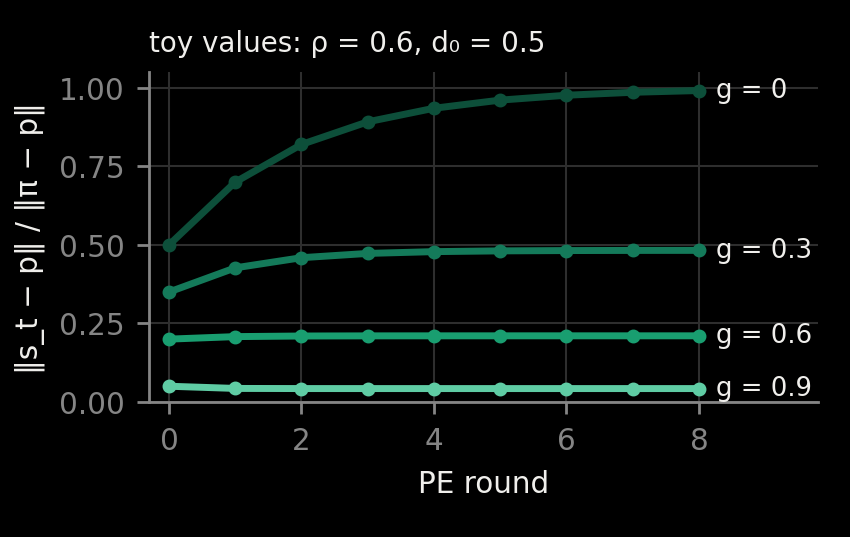 toy values: ρ = 0.6, d₀ = 0.5
‖s_t − p‖ / ‖π − p‖
1.00
0.75
0.50
0.25
0.00
g = 0
g = 0.3
g = 0.6
g = 0.9
0 2 4 6 8
PE round